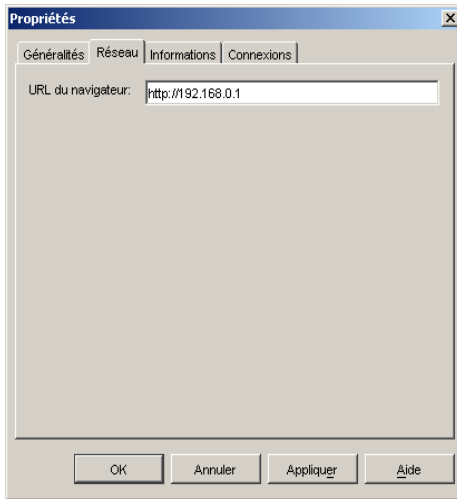 Propriétés
Généralités Réseau Informations Connexions
URL du navigateur: http://192.168.0.1
OK Annuler Appliquer Aide